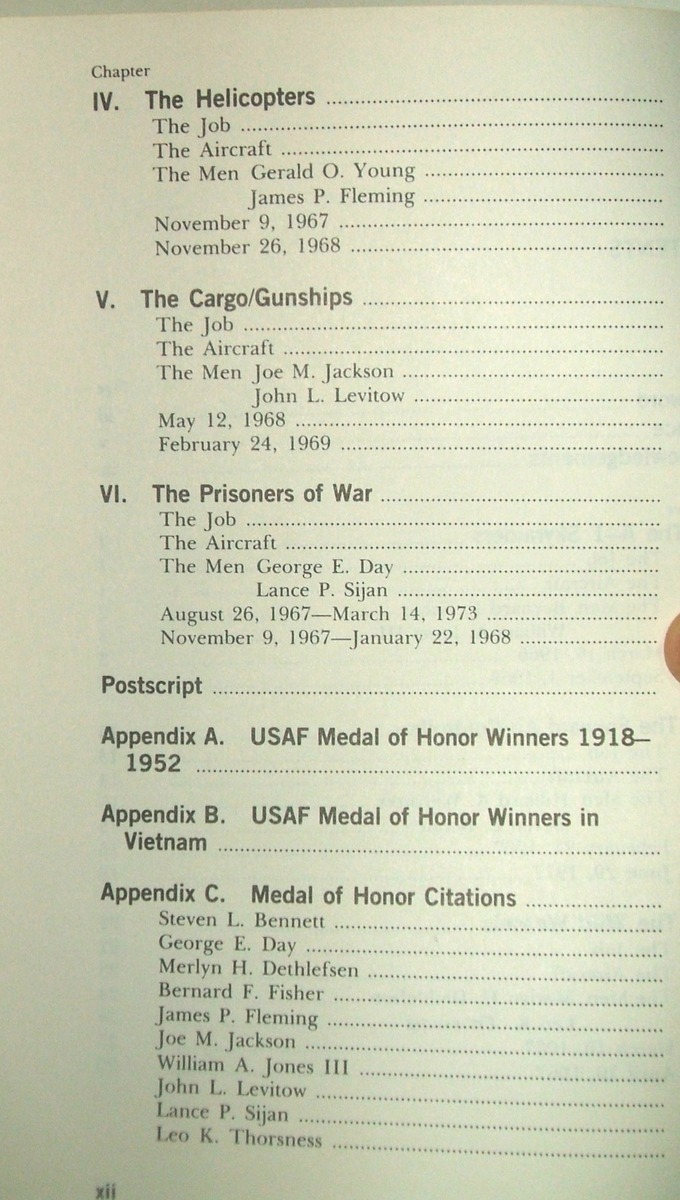 Chapter
IV. The Helicopters ........................................
The Job ........................................
The Aircraft ........................................
The Men Gerald O. Young ........................................
James P. Fleming ........................................
November 9, 1967 ........................................
November 26, 1968 ........................................
V. The Cargo/Gunships ........................................
The Job ........................................
The Aircraft ........................................
The Men Joe M. Jackson ........................................
John L. Levitow ........................................
May 12, 1968 ........................................
February 24, 1969 ........................................
VI. The Prisoners of War ........................................
The Job ........................................
The Aircraft ........................................
The Men George E. Day ........................................
Lance P. Sijan ........................................
August 26, 1967—March 14, 1973 ........................................
November 9, 1967—January 22, 1968 ........................................
Postscript ........................................
Appendix A. USAF Medal of Honor Winners 1918–
1952 ........................................
Appendix B. USAF Medal of Honor Winners in
Vietnam ........................................
Appendix C. Medal of Honor Citations ........................................
Steven L. Bennett ........................................
George E. Day ........................................
Merlyn H. Dethlefsen ........................................
Bernard F. Fisher ........................................
James P. Fleming ........................................
Joe M. Jackson ........................................
William A. Jones III ........................................
John L. Levitow ........................................
Lance P. Sijan ........................................
Leo K. Thorsness ........................................
xii